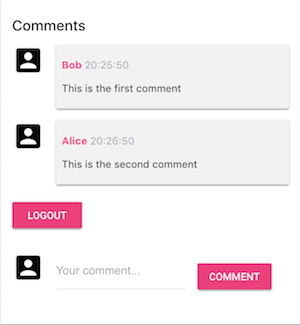 Comments
Bob 20:25:50
This is the first comment
Alice 20:26:50
This is the second comment
LOGOUT
Your comment...
COMMENT